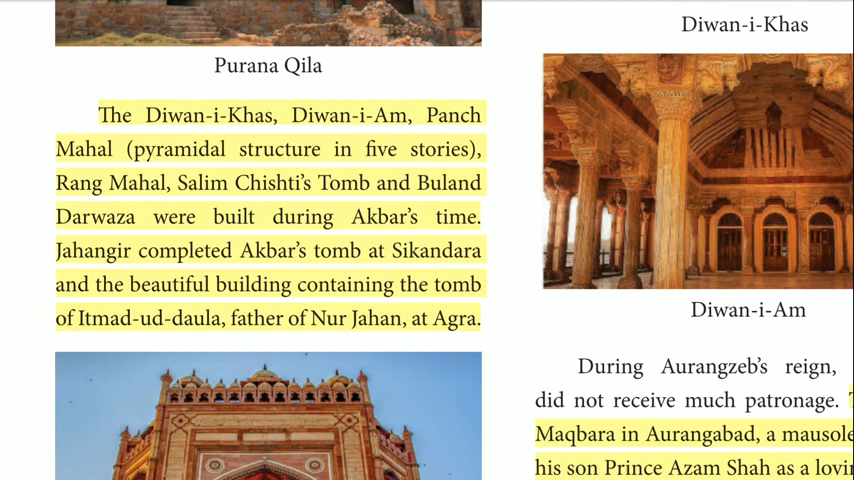 Purana Qila
The Diwan-i-Khas, Diwan-i-Am, Panch
Mahal (pyramidal structure in five stories),
Rang Mahal, Salim Chishti's Tomb and Buland
Darwaza were built during Akbar's time.
Jahangir completed Akbar's tomb at Sikandara
and the beautiful building containing the tomb
of Itmad-ud-daula, father of Nur Jahan, at Agra.
Diwan-i-Khas
Diwan-i-Am
During Aurangzeb's reign,
did not receive much patronage.
Maqbara in Aurangabad, a
his son Prince Azam Shah as a